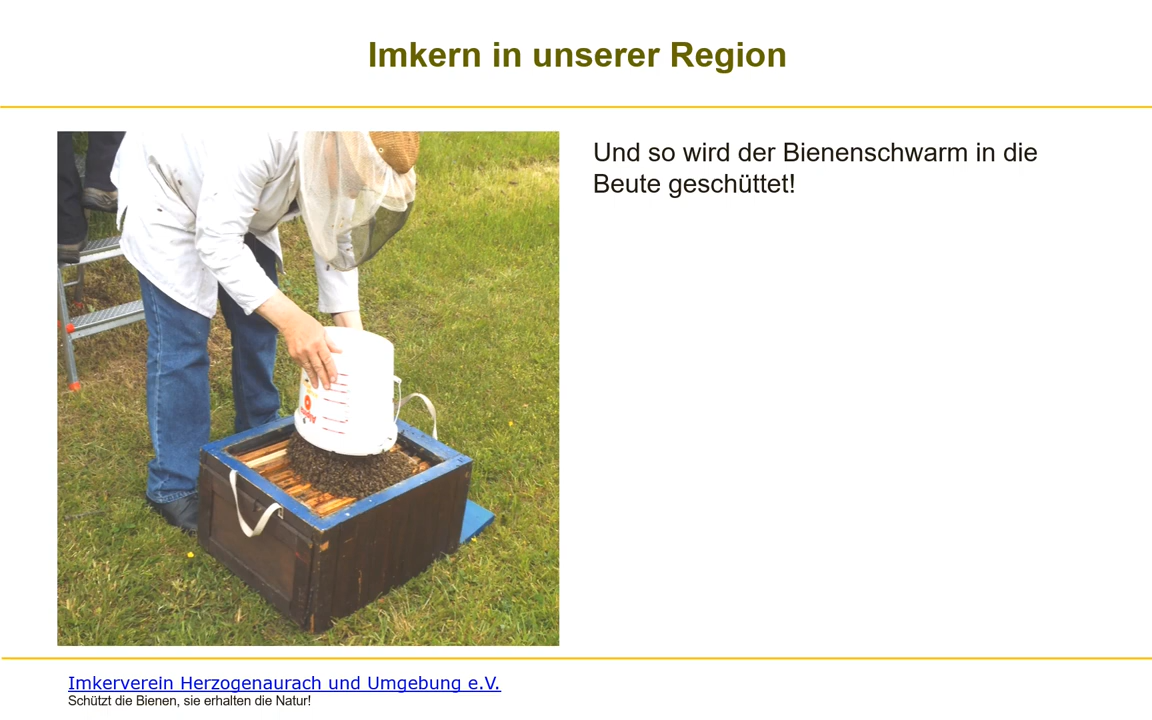 Imkern in unserer Region
Und so wird der Bienenschwarm in die
Beute geschüttet!
Imkerverein Herzogenaurach und Umgebung e.V.
Schützt die Bienen, sie erhalten die Natur!